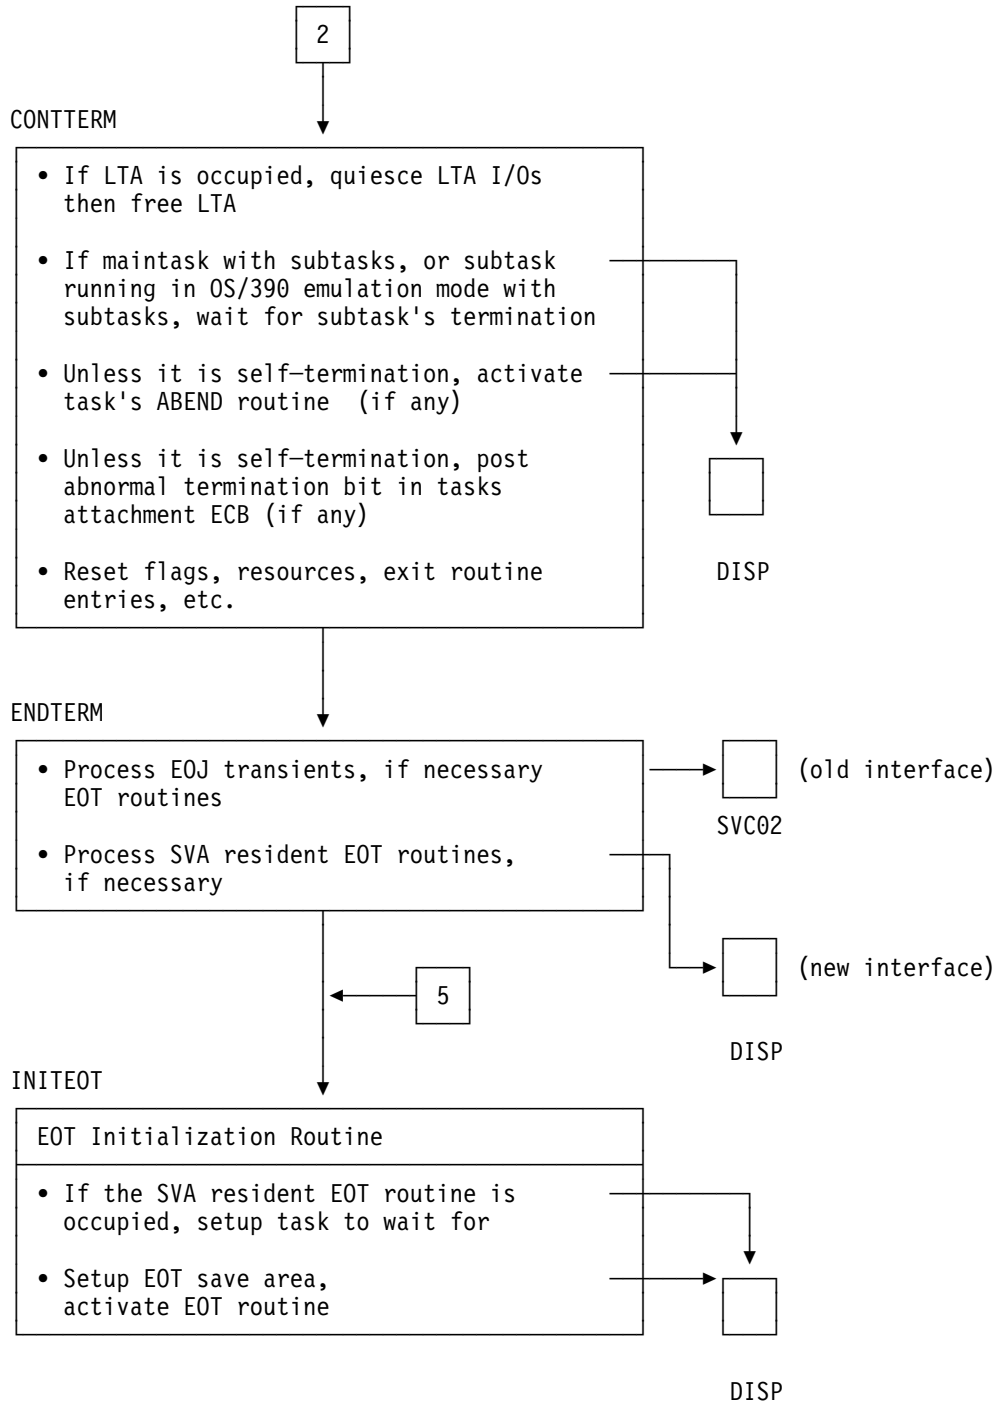 2
CONTTERM
• If LTA is occupied, quiesce LTA I/Os
then free LTA
• If maintask with subtasks, or subtask
running in OS/390 emulation mode with
subtasks, wait for subtask's termination
• Unless it is self—termination, activate
task's ABEND routine (if any)
• Unless it is self—termination, post
abnormal termination bit in tasks
attachment ECB (if any)
• Reset flags, resources, exit routine
entries, etc.
DISP
ENDTERM
• Process EOJ transients, if necessary
EOT routines
(old interface)
SVC02
• Process SVA resident EOT routines,
if necessary
(new interface)
5
DISP
INITEOT
EOT Initialization Routine
• If the SVA resident EOT routine is
occupied, setup task to wait for
• Setup EOT save area,
activate EOT routine
DISP